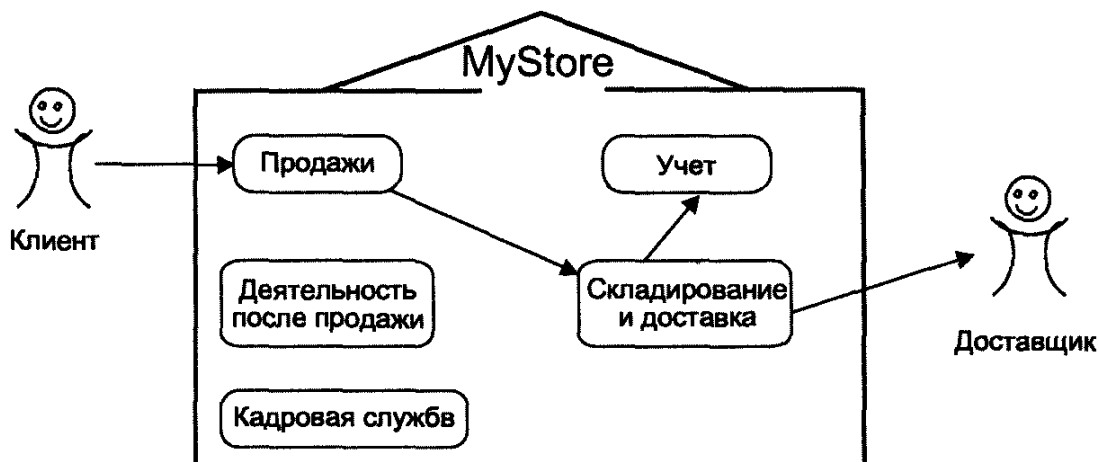 MyStore
Клиент
Продажи
Учет
Деятельность
после продажи
Складирование
и доставка
Доставщик
Кадровая службв